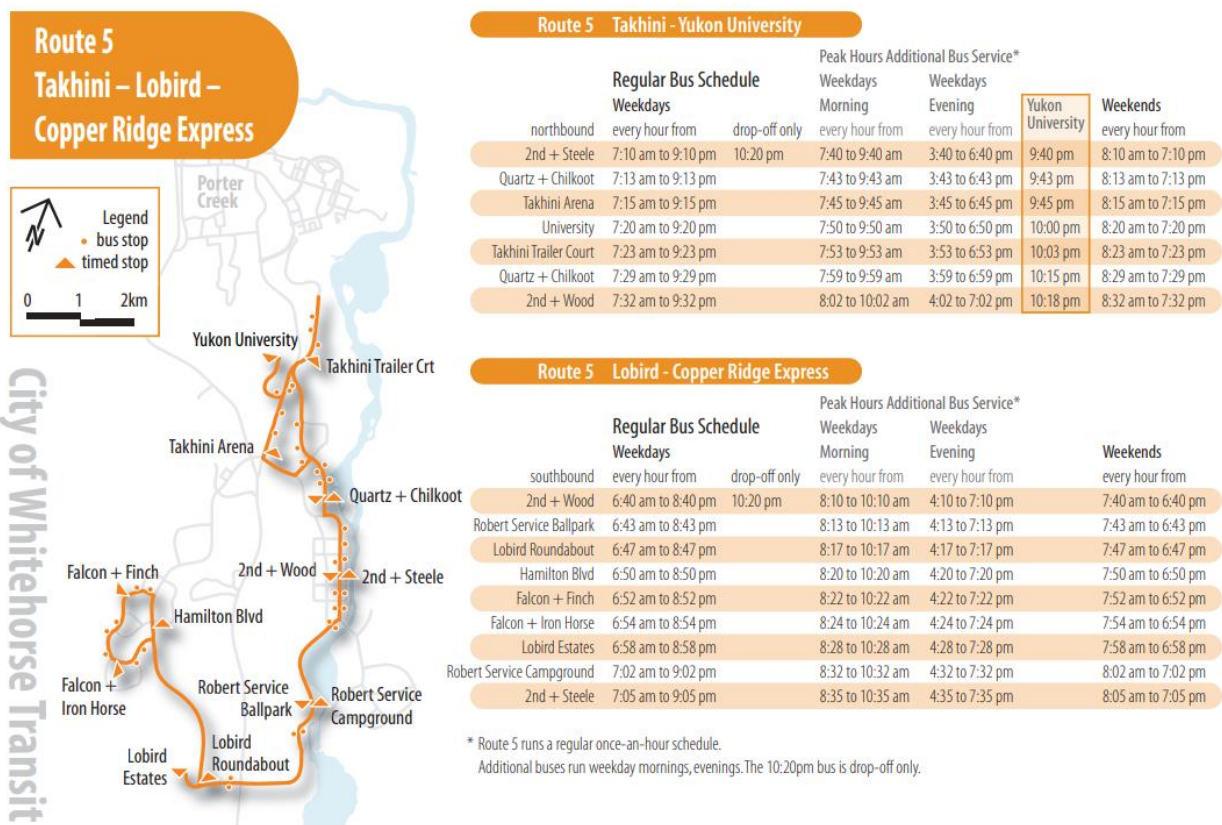 Route 5
Takhini – Lobird –
Copper Ridge Express
Legend
bus stop
timed stop
0 1 2km
City of Whitehorse Transit
Porter
Creek
Yukon University
Takhini Trailer Crt
Takhini Arena
Quartz + Chilkoot
2nd + Wood
2nd + Steele
Falcon + Finch
Hamilton Blvd
Falcon +
Iron Horse
Robert Service
Ballpark
Robert Service
Campground
Lobird
Roundabout
Lobird
Estates
Route 5 Takhini - Yukon University
Peak Hours Additional Bus Service*
Regular Bus Schedule Weekdays Weekdays
Weekdays Morning Evening Yukon University Weekends
northbound every hour from drop-off only every hour from every hour from every hour from
2nd + Steele 7:10 am to 9:10 pm 10:20 pm 7:40 to 9:40 am 3:40 to 6:40 pm 9:40 pm 8:10 am to 7:10 pm
Quartz + Chilkoot 7:13 am to 9:13 pm 7:43 to 9:43 am 3:43 to 6:43 pm 9:43 pm 8:13 am to 7:13 pm
Takhini Arena 7:15 am to 9:15 pm 7:45 to 9:45 am 3:45 to 6:45 pm 9:45 pm 8:15 am to 7:15 pm
University 7:20 am to 9:20 pm 7:50 to 9:50 am 3:50 to 6:50 pm 10:00 pm 8:20 am to 7:20 pm
Takhini Trailer Court 7:23 am to 9:23 pm 7:53 to 9:53 am 3:53 to 6:53 pm 10:03 pm 8:23 am to 7:23 pm
Quartz + Chilkoot 7:29 am to 9:29 pm 7:59 to 9:59 am 3:59 to 6:59 pm 10:15 pm 8:29 am to 7:29 pm
2nd + Wood 7:32 am to 9:32 pm 8:02 to 10:02 am 4:02 to 7:02 pm 10:18 pm 8:32 am to 7:32 pm
Route 5 Lobird - Copper Ridge Express
Peak Hours Additional Bus Service*
Regular Bus Schedule Weekdays Weekdays
Weekdays Morning Evening Weekends
southbound every hour from drop-off only every hour from every hour from every hour from
2nd + Wood 6:40 am to 8:40 pm 10:20 pm 8:10 to 10:10 am 4:10 to 7:10 pm 7:40 am to 6:40 pm
Robert Service Ballpark 6:43 am to 8:43 pm 8:13 to 10:13 am 4:13 to 7:13 pm 7:43 am to 6:43 pm
Lobird Roundabout 6:47 am to 8:47 pm 8:17 to 10:17 am 4:17 to 7:17 pm 7:47 am to 6:47 pm
Hamilton Blvd 6:50 am to 8:50 pm 8:20 to 10:20 am 4:20 to 7:20 pm 7:50 am to 6:50 pm
Falcon + Finch 6:52 am to 8:52 pm 8:22 to 10:22 am 4:22 to 7:22 pm 7:52 am to 6:52 pm
Falcon + Iron Horse 6:54 am to 8:54 pm 8:24 to 10:24 am 4:24 to 7:24 pm 7:54 am to 6:54 pm
Lobird Estates 6:58 am to 8:58 pm 8:28 to 10:28 am 4:28 to 7:28 pm 7:58 am to 6:58 pm
Robert Service Campground 7:02 am to 9:02 pm 8:32 to 10:32 am 4:32 to 7:32 pm 8:02 am to 7:02 pm
2nd + Steele 7:05 am to 9:05 pm 8:35 to 10:35 am 4:35 to 7:35 pm 8:05 am to 7:05 pm
* Route 5 runs a regular once-an-hour schedule.
Additional buses run weekday mornings, evenings. The 10:20pm bus is drop-off only.